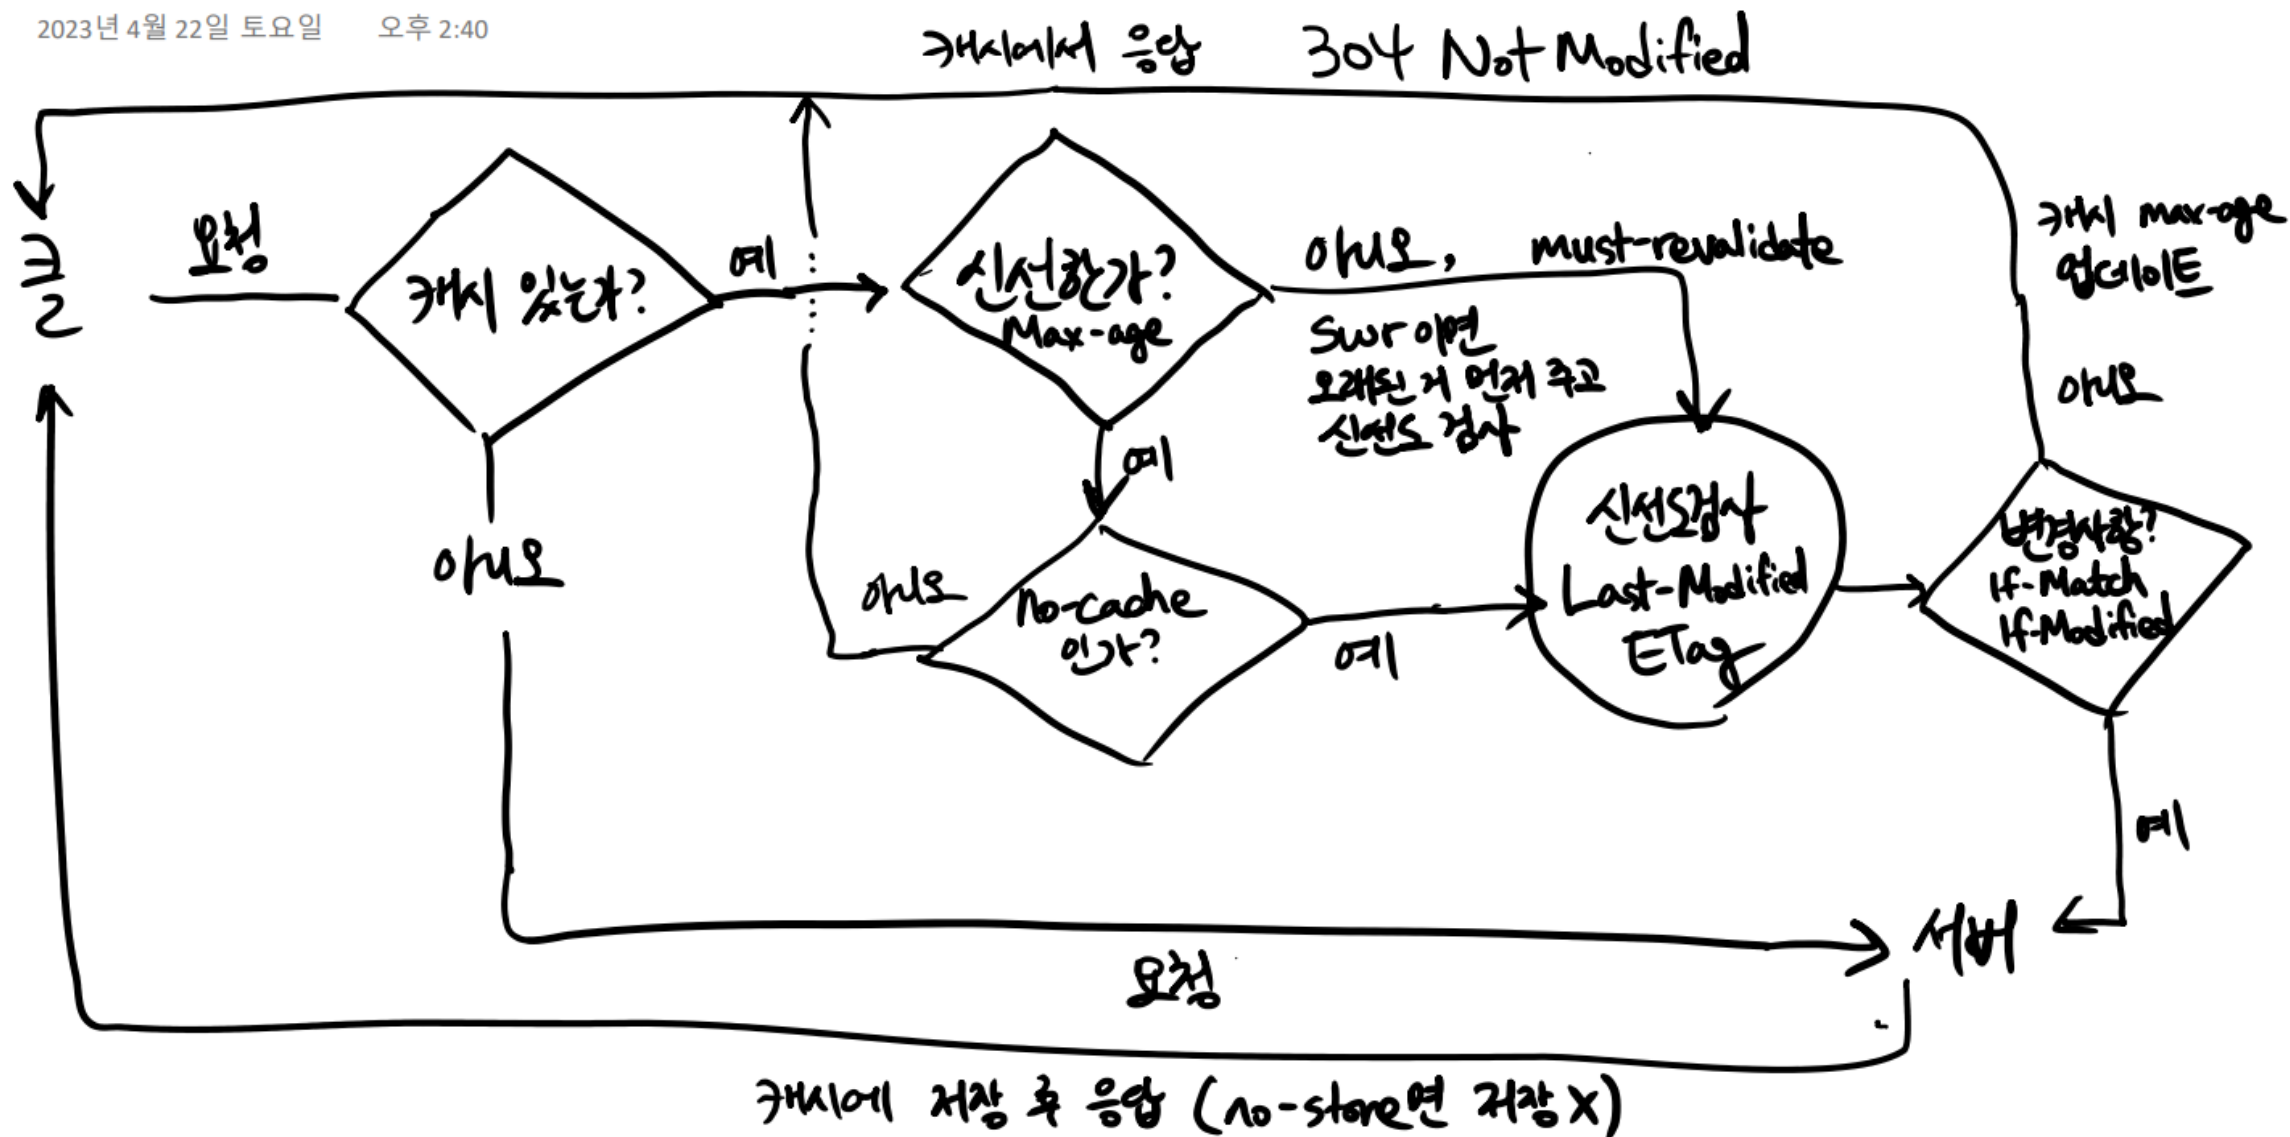 2023년 4월 22일 토요일 오후 2:40
캐시에서 응답 304 Not Modified
클
요청
캐시 있는가?
예
신선한가?
Max-age
아니오, must-revalidate
swr이면
오래된 거 먼저 주고
신선도 검사
캐시 max-age
업데이트
아니오
예
아니오
no-cache
인가?
아니오
예
신선도검사
Last-Modified
ETag
변경사항?
If-Match
If-Modified
예
서버
요청
캐시에 저장 후 응답 (no-store면 저장X)